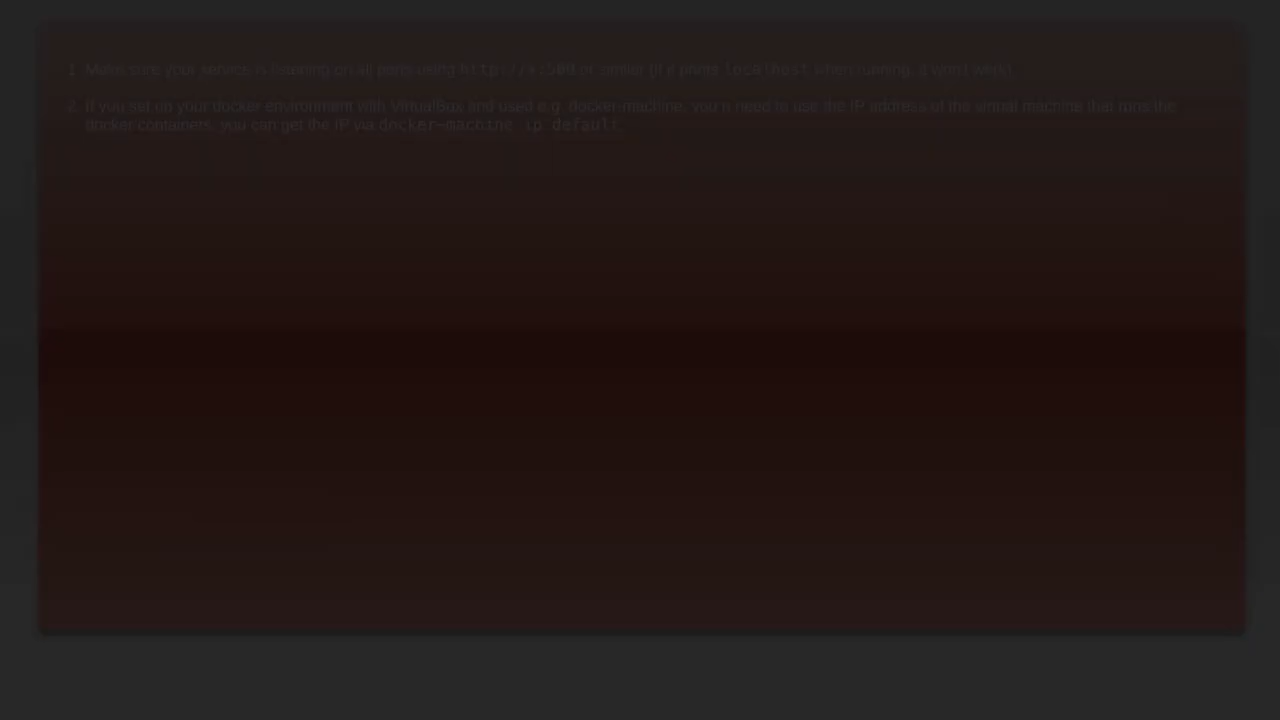 1. Make sure your service is listening on all ports using http://*:5000 or similar (if it prints localhost when running, it won't work!)
2. If you set up your docker environment with VirtualBox and used e.g. docker-machine, you'll need to use the IP address of the virtual machine that runs the
docker containers. you can get the IP via docker-machine ip default.